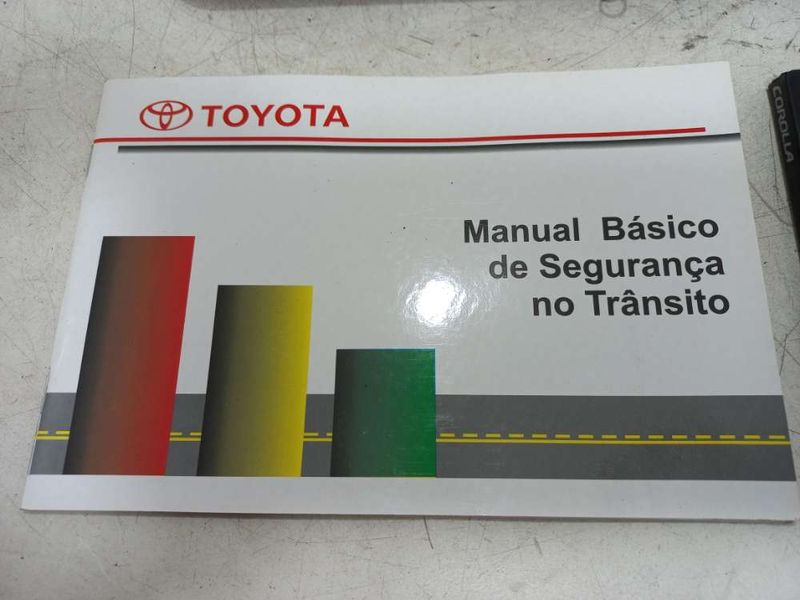 TOYOTA
Manual Básico
de Segurança
no Trânsito
COROLLA